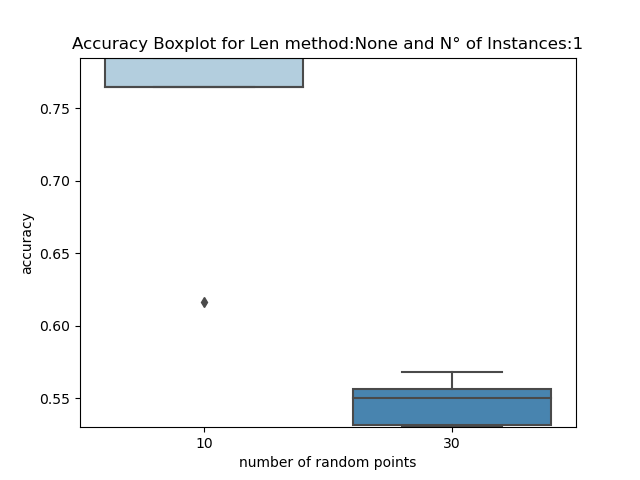 Accuracy Boxplot for Len method:None and N° of Instances:1
0.75
0.70
0.65
0.60
0.55
accuracy
10 30
number of random points